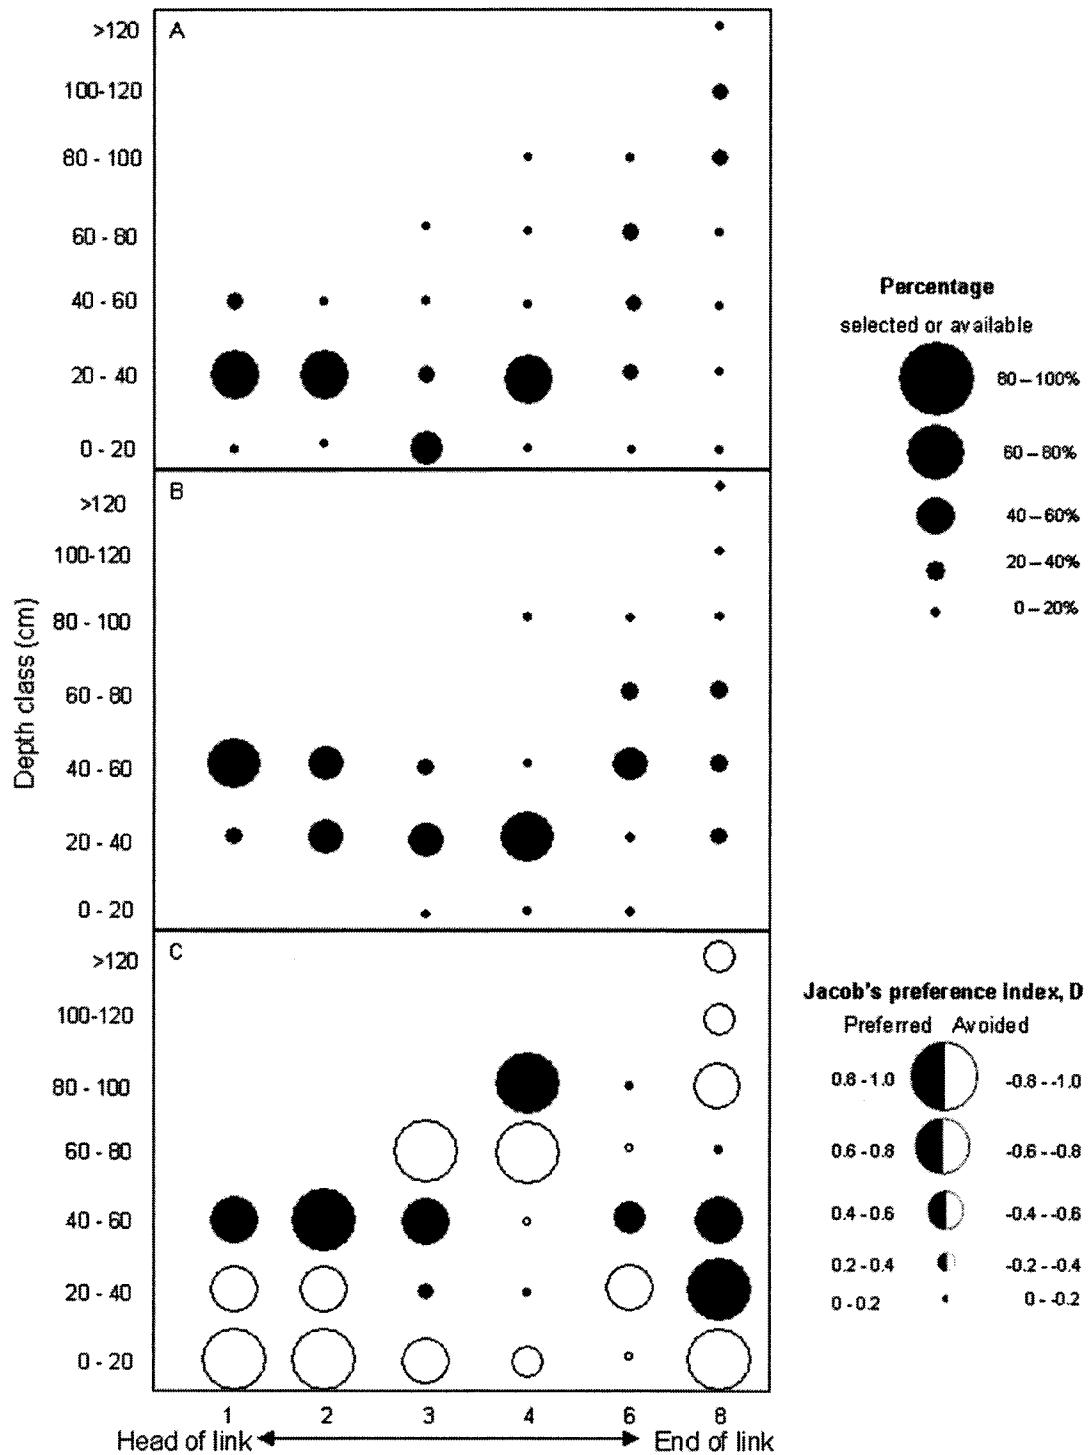 A
>120
100-120
80 - 100
60 - 80
40 - 60
20 - 40
0 - 20
Percentage
selected or available
80 – 100%
60 – 80%
40 – 60%
20 – 40%
0 – 20%
B
>120
100-120
80 - 100
60 - 80
40 - 60
20 - 40
0 - 20
Depth class (cm)
C
>120
100-120
80 - 100
60 - 80
40 - 60
20 - 40
0 - 20
Jacob's preference Index, D
Preferred Avoided
0.8 - 1.0 -0.8 - -1.0
0.6 - 0.8 -0.6 - -0.8
0.4 - 0.6 -0.4 - -0.6
0.2 - 0.4 -0.2 - -0.4
0 - 0.2 0 - -0.2
1 2 3 4 6 8
Head of link End of link